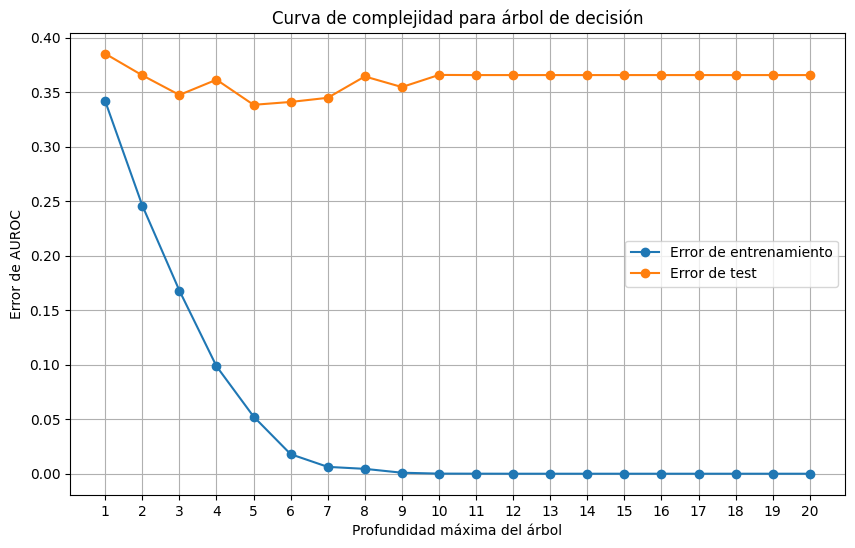 Curva de complejidad para árbol de decisión
Error de AUROC
0.40
0.35
0.30
0.25
0.20
0.15
0.10
0.05
0.00
Error de entrenamiento
Error de test
1 2 3 4 5 6 7 8 9 10 11 12 13 14 15 16 17 18 19 20
Profundidad máxima del árbol